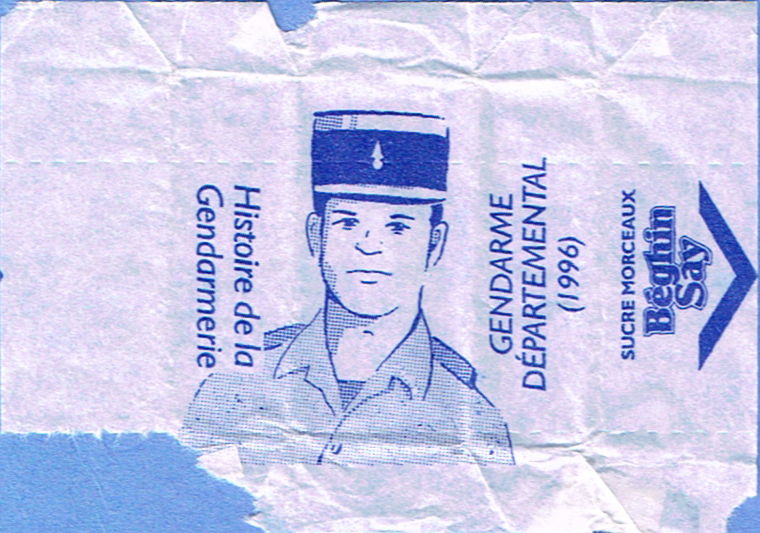 Histoire de la
Gendarmerie
GENDARME
DÉPARTEMENTAL
(1996)
SUCRE MORCEAUX
Béghin
Say